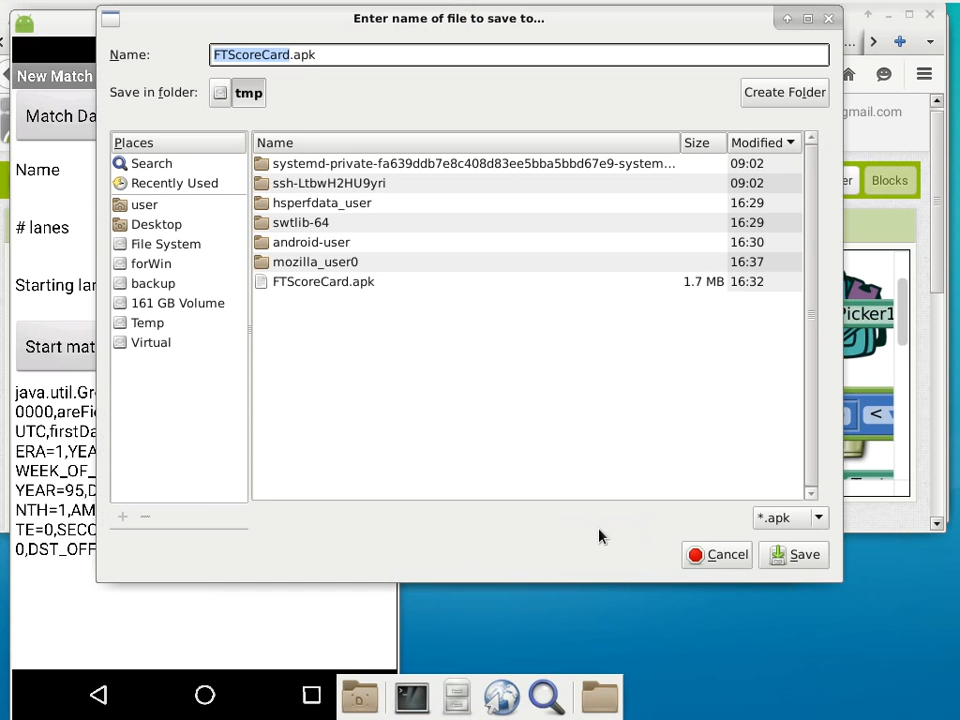 Enter name of file to save to...
Name:
FTScoreCard.apk
Save in folder:
tmp
Create Folder
Places
Search
Recently Used
user
Desktop
File System
forWin
backup
161 GB Volume
Temp
Virtual
Name Size Modified
systemd-private-fa639ddb7e8c408d83ee5bba5bbd67e9-system... 09:02
ssh-LtbwH2HU9yri 09:02
hsperfdata_user 16:29
swtlib-64 16:29
android-user 16:30
mozilla_user0 16:37
FTScoreCard.apk 1.7 MB 16:32
*.apk
Cancel
Save
New Match
Match Da
Name
# lanes
Starting lar
Start mat
java.util.Gr
0000,areFi
UTC,firstDa
ERA=1,YEA
WEEK_OF_
YEAR=95,D
NTH=1,AM
TE=0,SECO
0,DST_OFF
...
gmail.com
er
Blocks
Picker1
<